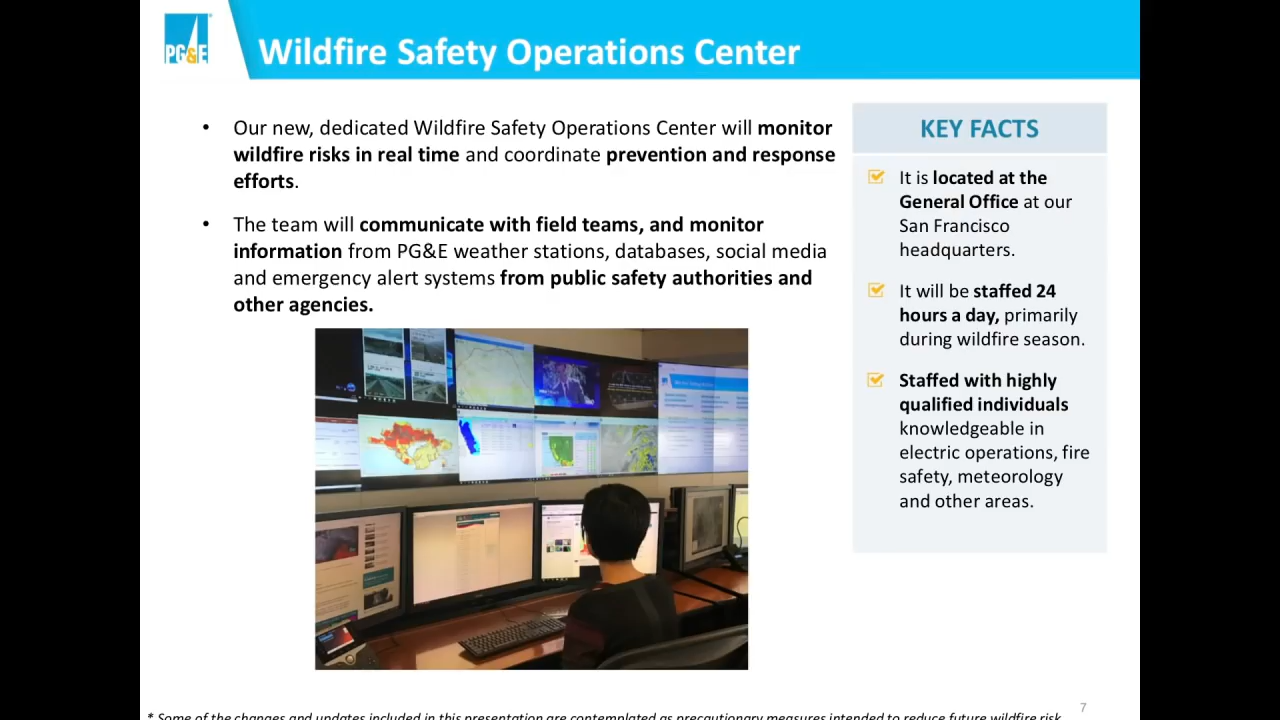 PG&E
Wildfire Safety Operations Center
• Our new, dedicated Wildfire Safety Operations Center will monitor
wildfire risks in real time and coordinate prevention and response
efforts.
• The team will communicate with field teams, and monitor
information from PG&E weather stations, databases, social media
and emergency alert systems from public safety authorities and
other agencies.
KEY FACTS
It is located at the
General Office at our
San Francisco
headquarters.
It will be staffed 24
hours a day, primarily
during wildfire season.
Staffed with highly
qualified individuals
knowledgeable in
electric operations, fire
safety, meteorology
and other areas.
7
* Some of the changes and updates included in this presentation are contemplated as precautionary measures intended to reduce future wildfire risk